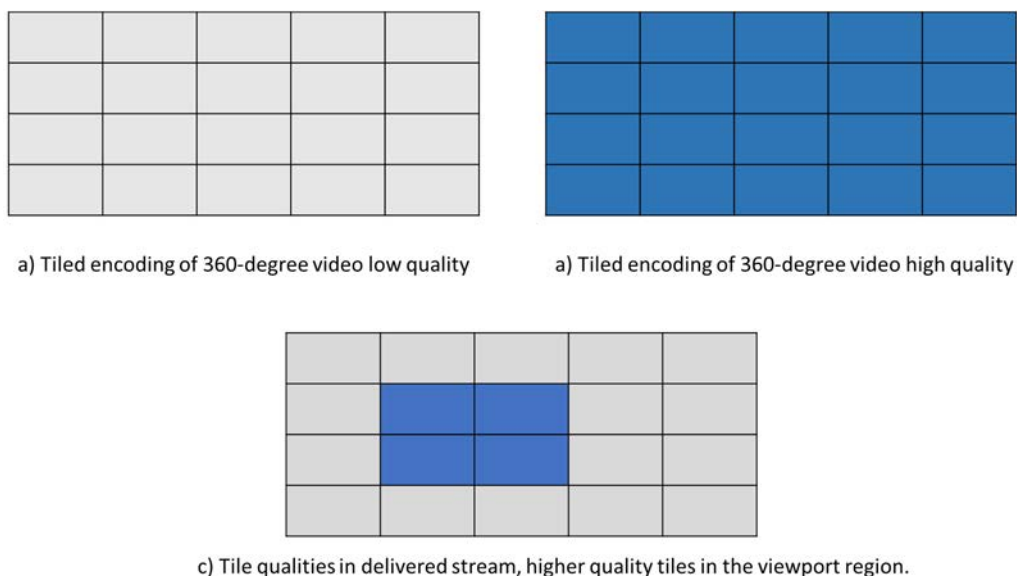 a) Tiled encoding of 360-degree video low quality
a) Tiled encoding of 360-degree video high quality
c) Tile qualities in delivered stream, higher quality tiles in the viewport region.